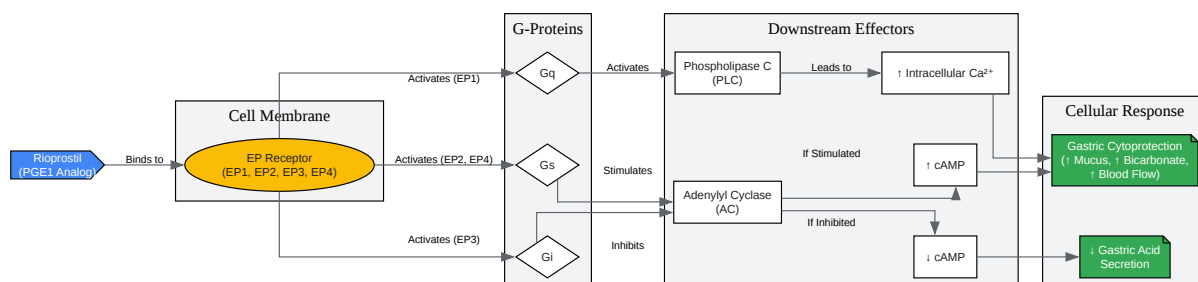 G-Proteins
Downstream Effectors
Gq
Activates
Phospholipase C
(PLC)
Leads to
↑ Intracellular Ca²⁺
Activates (EP1)
Cell Membrane
Cellular Response
Rioprostil
(PGE1 Analog)
Binds to
EP Receptor
(EP1, EP2, EP3, EP4)
Activates (EP2, EP4)
Gs
Stimulates
If Stimulated
↑ cAMP
Gastric Cytoprotection
(↑ Mucus, ↑ Bicarbonate,
↑ Blood Flow)
Adenylyl Cyclase
(AC)
If Inhibited
Activates (EP3)
Gi
Inhibits
↓ cAMP
↓ Gastric Acid
Secretion